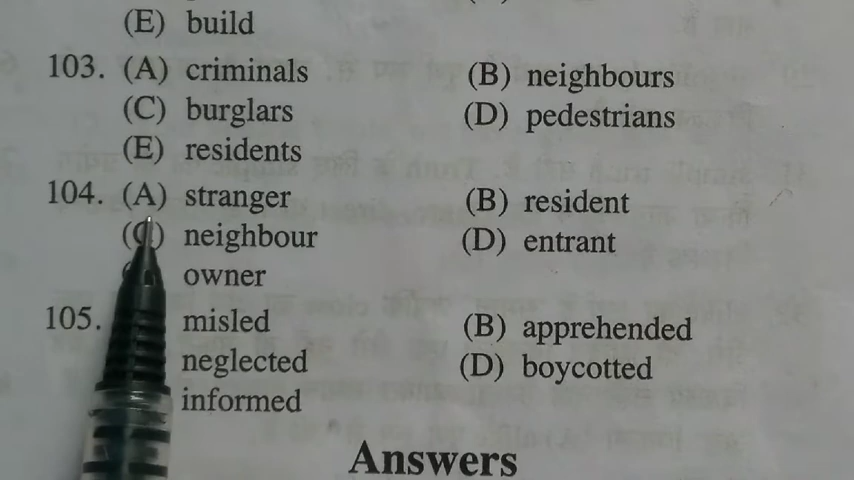 (E) build
103. (A) criminals (B) neighbours
(C) burglars (D) pedestrians
(E) residents
104. (A) stranger (B) resident
(C) neighbour (D) entrant
owner
105. misled (B) apprehended
neglected (D) boycotted
informed
Answers